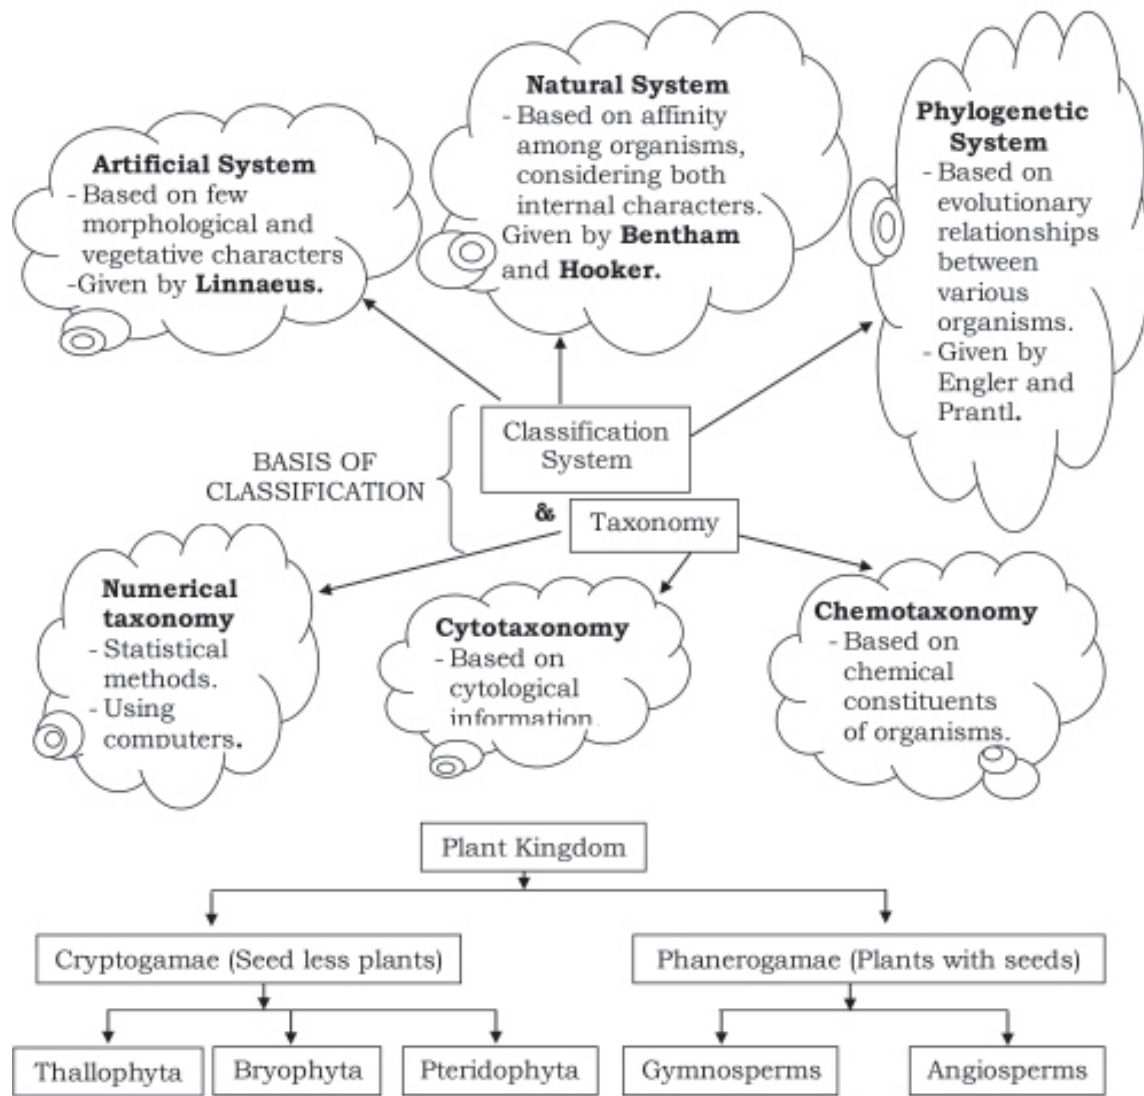 Artificial System
- Based on few
morphological and
vegetative characters
-Given by Linnaeus.
Natural System
- Based on affinity
among organisms,
considering both
internal characters.
Given by Bentham
and Hooker.
Phylogenetic
System
- Based on
evolutionary
relationships
between
various
organisms.
- Given by
Engler and
Prantl.
BASIS OF
CLASSIFICATION
Classification
System
&
Taxonomy
Numerical
taxonomy
- Statistical
methods.
- Using
computers.
Cytotaxonomy
- Based on
cytological
information.
Chemotaxonomy
- Based on
chemical
constituents
of organisms.
Plant Kingdom
Cryptogamae (Seed less plants)
Phanerogamae (Plants with seeds)
Thallophyta
Bryophyta
Pteridophyta
Gymnosperms
Angiosperms